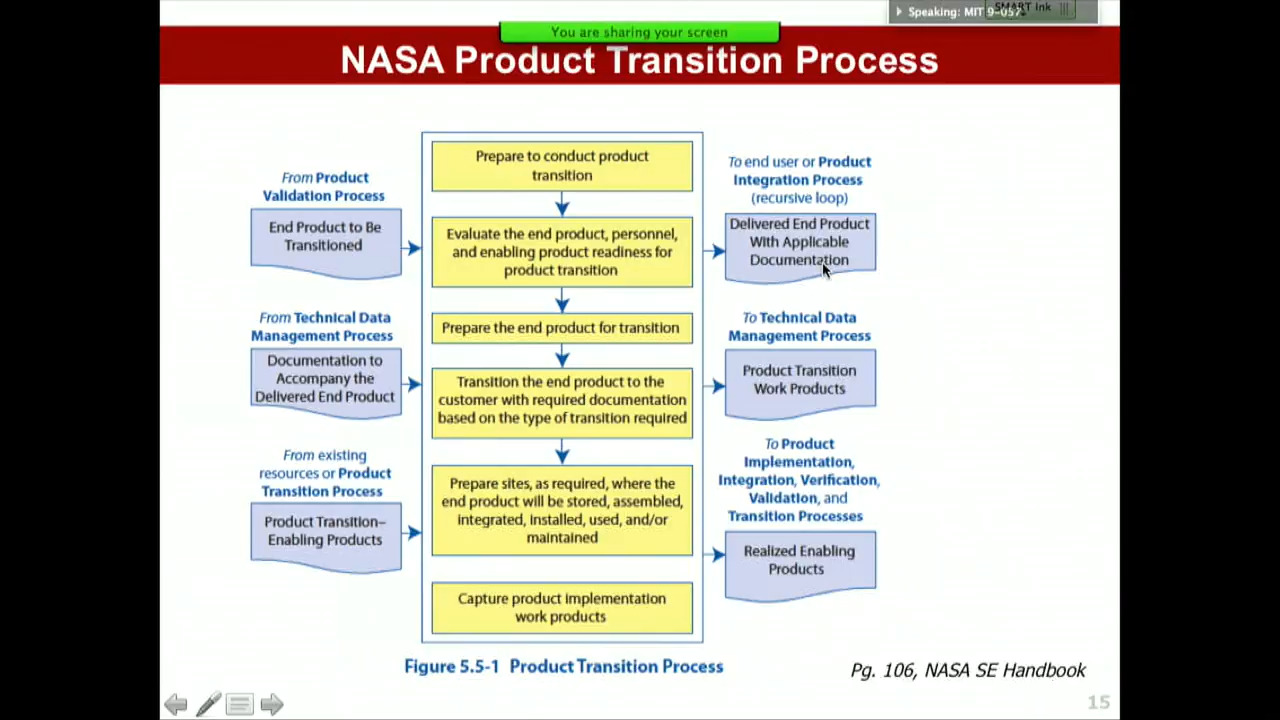 Speaking: MIT 9-057
SMART Ink
You are sharing your screen
NASA Product Transition Process
From Product
Validation Process
End Product to Be
Transitioned
From Technical Data
Management Process
Documentation to
Accompany the
Delivered End Product
From existing
resources or Product
Transition Process
Product Transition–
Enabling Products
Prepare to conduct product
transition
Evaluate the end product, personnel,
and enabling product readiness for
product transition
Prepare the end product for transition
Transition the end product to the
customer with required documentation
based on the type of transition required
Prepare sites, as required, where the
end product will be stored, assembled,
integrated, installed, used, and/or
maintained
Capture product implementation
work products
To end user or Product
Integration Process
(recursive loop)
Delivered End Product
With Applicable
Documentation
To Technical Data
Management Process
Product Transition
Work Products
To Product
Implementation,
Integration, Verification,
Validation, and
Transition Processes
Realized Enabling
Products
Figure 5.5-1 Product Transition Process
Pg. 106, NASA SE Handbook
15